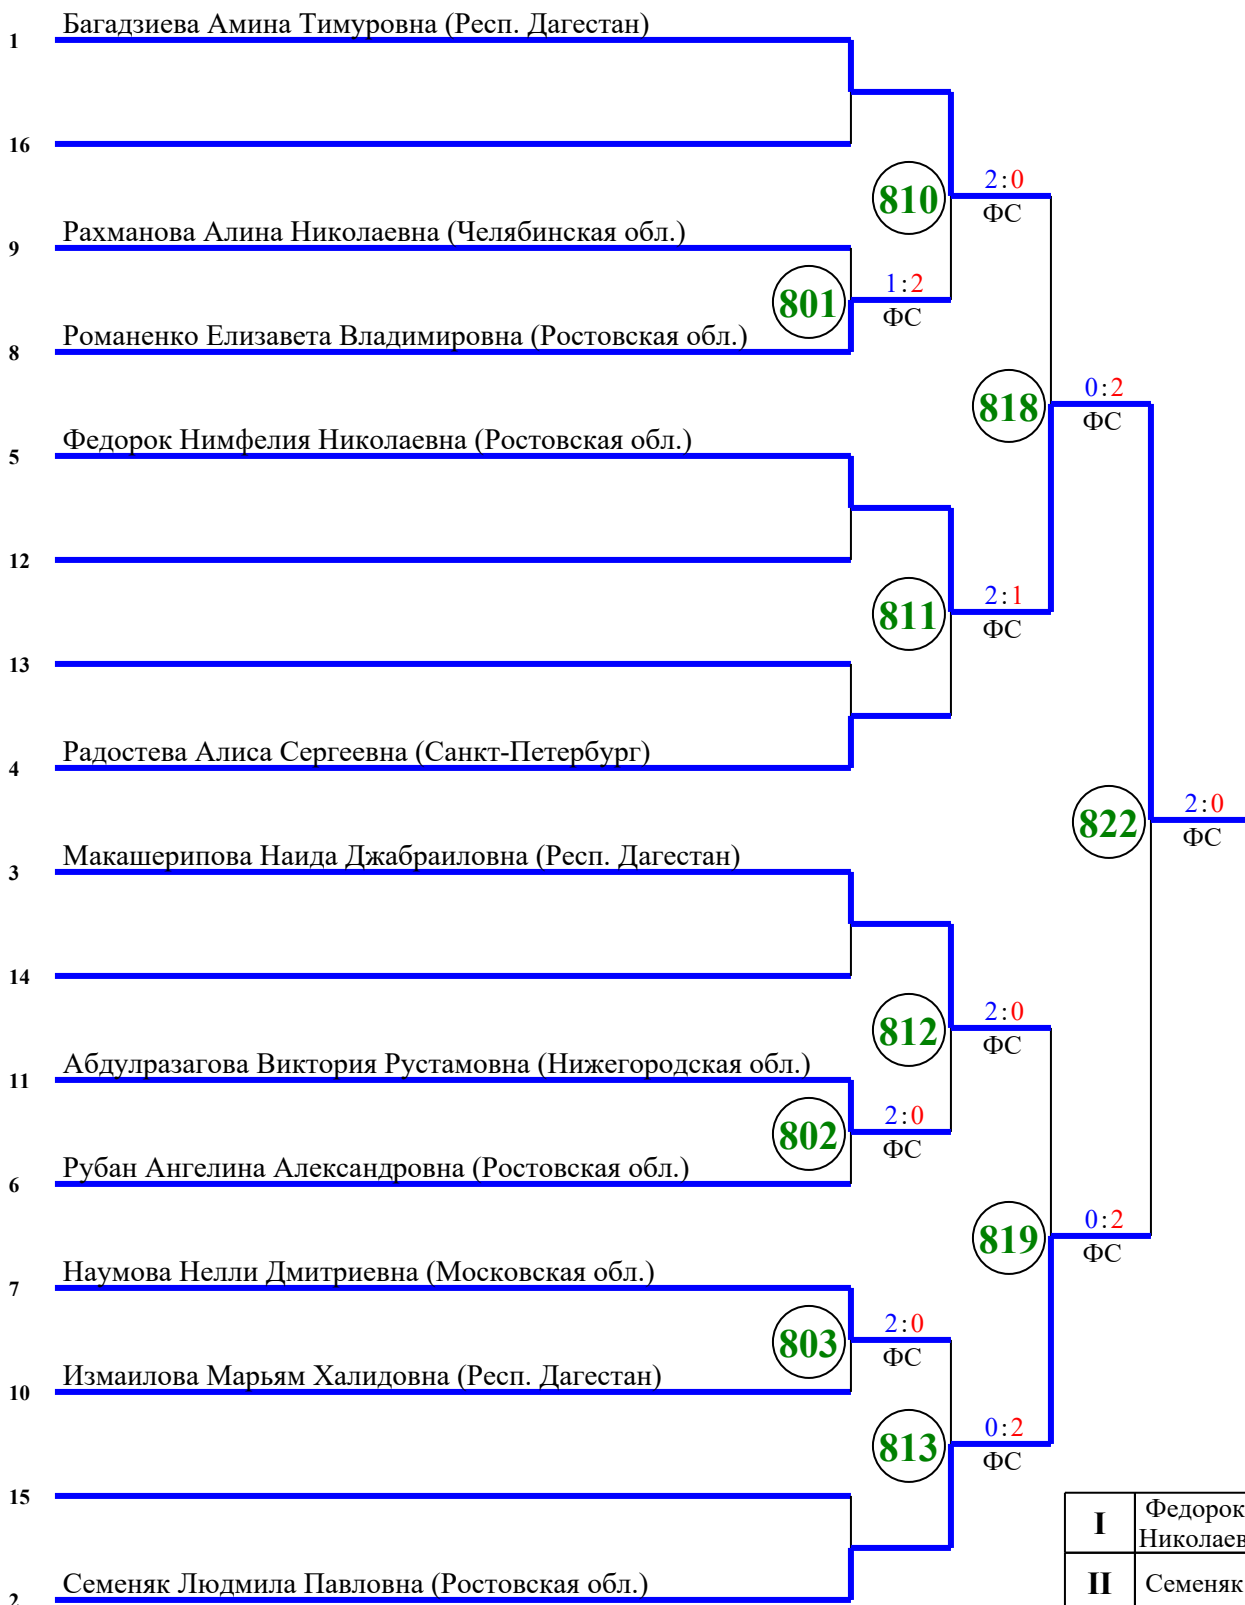 Багадзиева Амина Тимуровна (Респ. Дагестан)
1
16
810
2:0
ФС
Рахманова Алина Николаевна (Челябинская обл.)
9
801
1:2
ФС
Романенко Елизавета Владимировна (Ростовская обл.)
8
818
0:2
ФС
Федорок Нимфелия Николаевна (Ростовская обл.)
5
12
811
2:1
ФС
13
Радостева Алиса Сергеевна (Санкт-Петербург)
4
822
2:0
ФС
Макашерипова Наида Джабраиловна (Респ. Дагестан)
3
14
812
2:0
ФС
Абдулразагова Виктория Рустамовна (Нижегородская обл.)
11
802
2:0
ФС
Рубан Ангелина Александровна (Ростовская обл.)
6
819
0:2
ФС
Наумова Нелли Дмитриевна (Московская обл.)
7
803
2:0
ФС
Измаилова Марьям Халидовна (Респ. Дагестан)
10
813
0:2
ФС
15
Семеняк Людмила Павловна (Ростовская обл.)
2
I
Федорок
Николаев
II
Семеняк